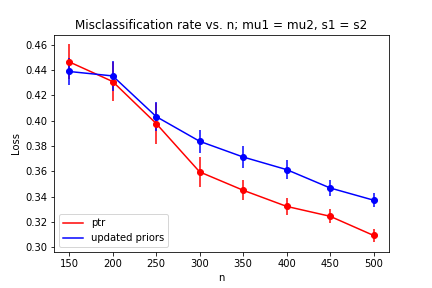 Misclassification rate vs. n; mu1 = mu2, s1 = s2
0.46
0.44
0.42
0.40
0.38
0.36
0.34
0.32
0.30
Loss
ptr
updated priors
150 200 250 300 350 400 450 500
n